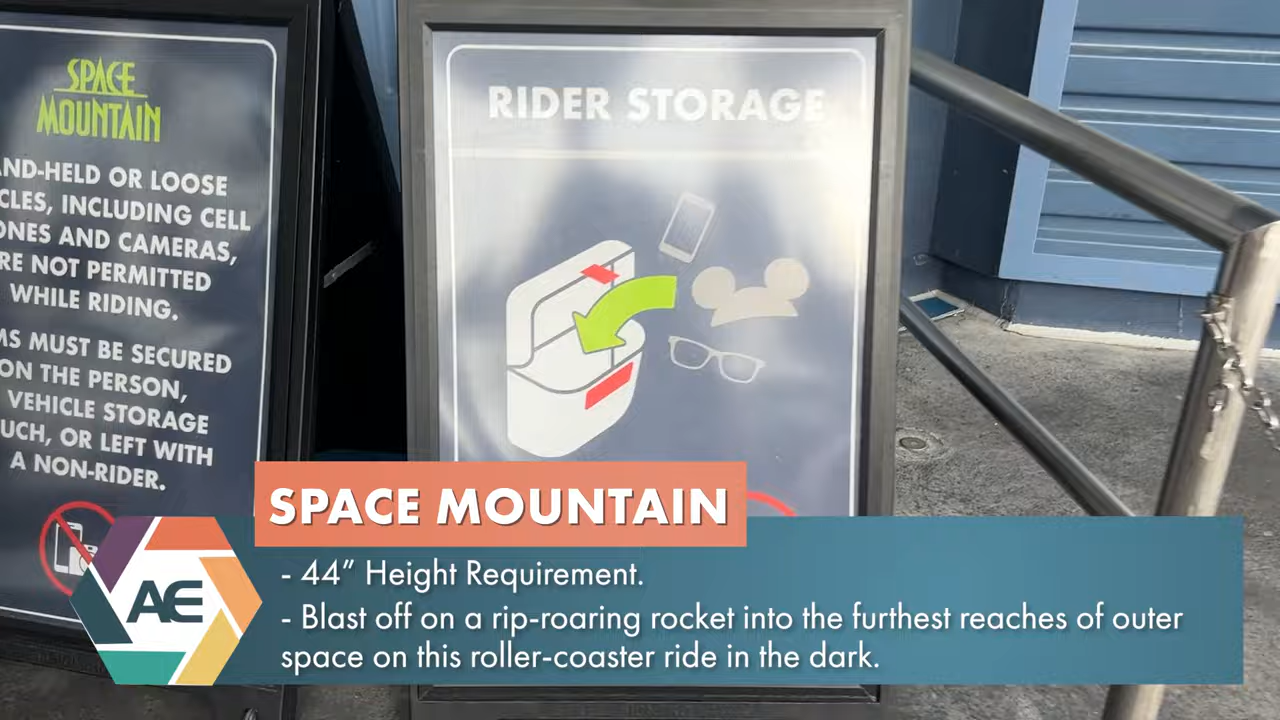 SPACE
MOUNTAIN
AND-HELD OR LOOSE
CLES, INCLUDING CELL
ONES AND CAMERAS,
RE NOT PERMITTED
WHILE RIDING.
MS MUST BE SECURED
ON THE PERSON,
VEHICLE STORAGE
UCH, OR LEFT WITH
A NON-RIDER.
RIDER STORAGE
SPACE MOUNTAIN
AE
- 44” Height Requirement.
- Blast off on a rip-roaring rocket into the furthest reaches of outer
space on this roller-coaster ride in the dark.